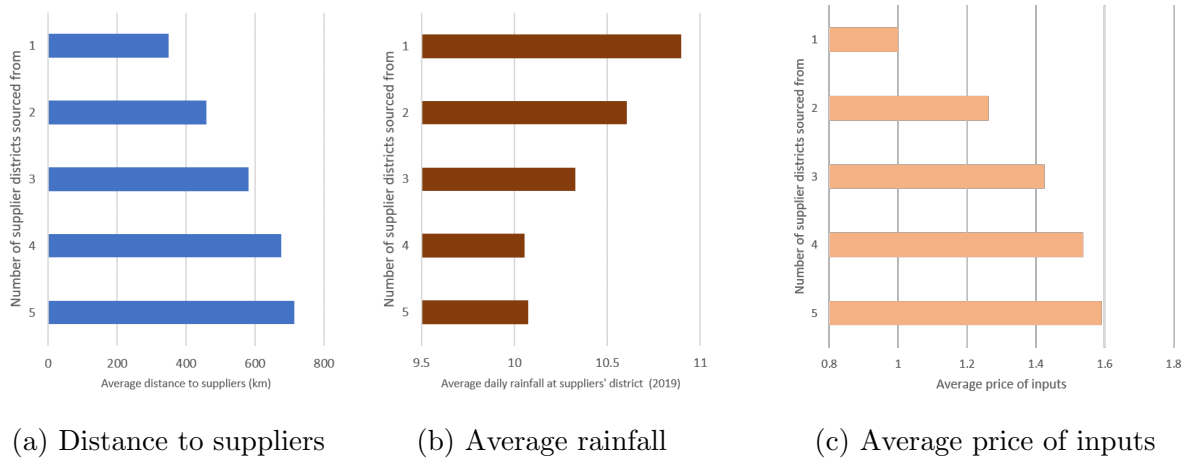 Number of supplier districts sourced from
1
2
3
4
5
0 200 400 600 800
Average distance to suppliers (km)
(a) Distance to suppliers
Number of supplier districts sourced from
1
2
3
4
5
9.5 10 10.5 11
Average daily rainfall at suppliers' district (2019)
(b) Average rainfall
Number of supplier districts sourced from
1
2
3
4
5
0.8 1 1.2 1.4 1.6 1.8
Average price of inputs
(c) Average price of inputs